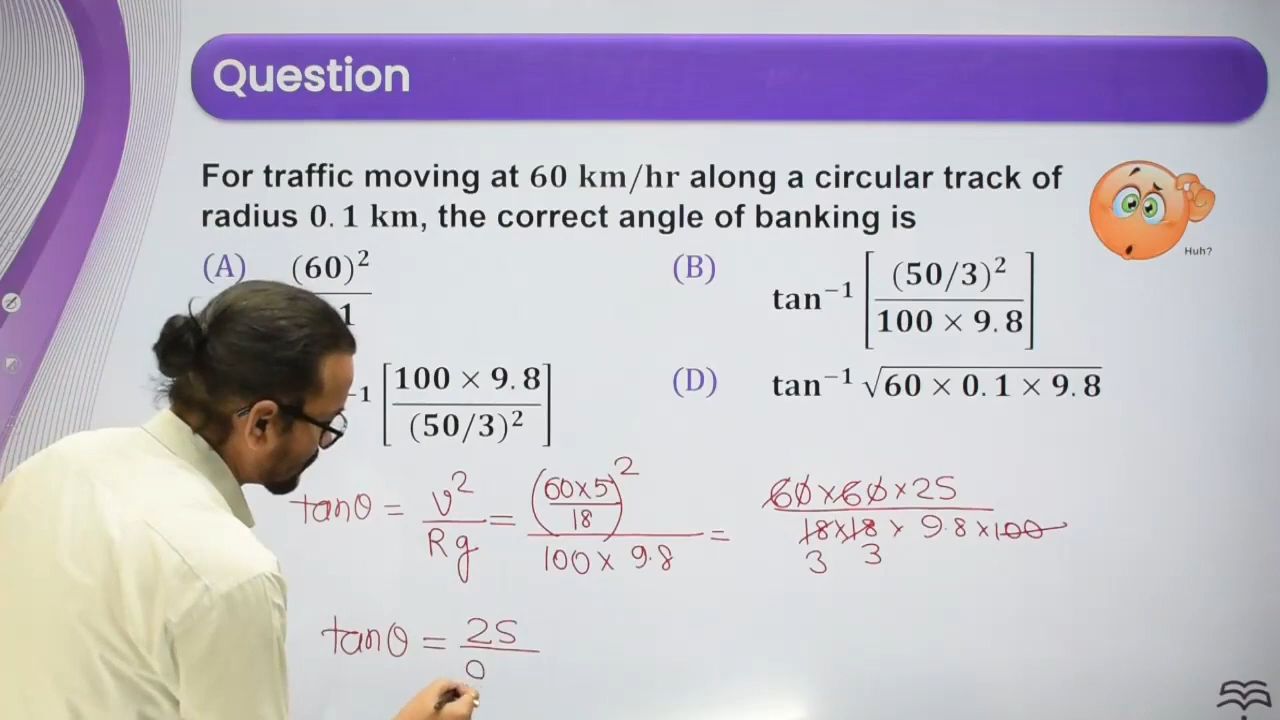 Question
For traffic moving at 60 km/hr along a circular track of
radius 0.1 km, the correct angle of banking is
(A) (60)² / 1
(B) tan⁻¹ [(50/3)² / 100 × 9.8]
⁻¹ [100 × 9.8 / (50/3)²]
(D) tan⁻¹ √60 × 0.1 × 9.8
Huh?
tanθ = v² / Rg = (60×5 / 18)² / 100 × 9.8 = 60×60×25 / 18×18 × 9.8 ×100
3 3
tanθ = 25